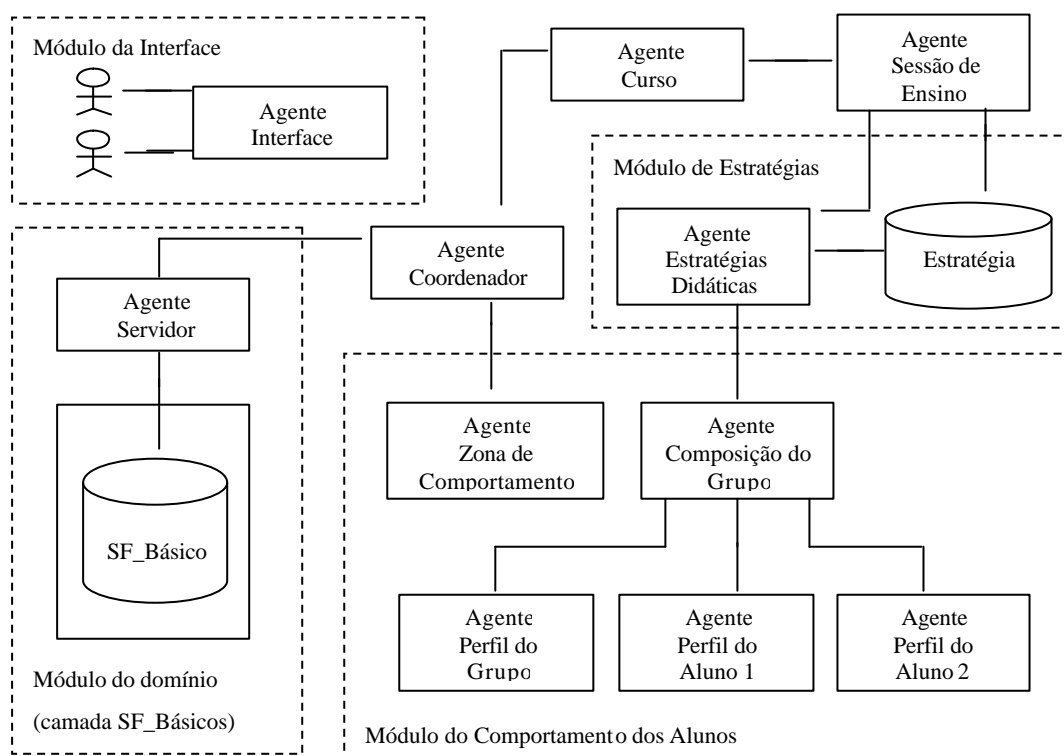 Módulo da Interface
Agente
Interface
Agente
Curso
Agente
Sessão de
Ensino
Módulo de Estratégias
Agente
Estratégias
Didáticas
Estratégia
Agente
Coordenador
Agente
Servidor
SF_Básico
Módulo do domínio
(camada SF_Básicos)
Agente
Zona de
Comportamento
Agente
Composição do
Grupo
Agente
Perfil do
Grupo
Agente
Perfil do
Aluno 1
Agente
Perfil do
Aluno 2
Módulo do Comportamento dos Alunos